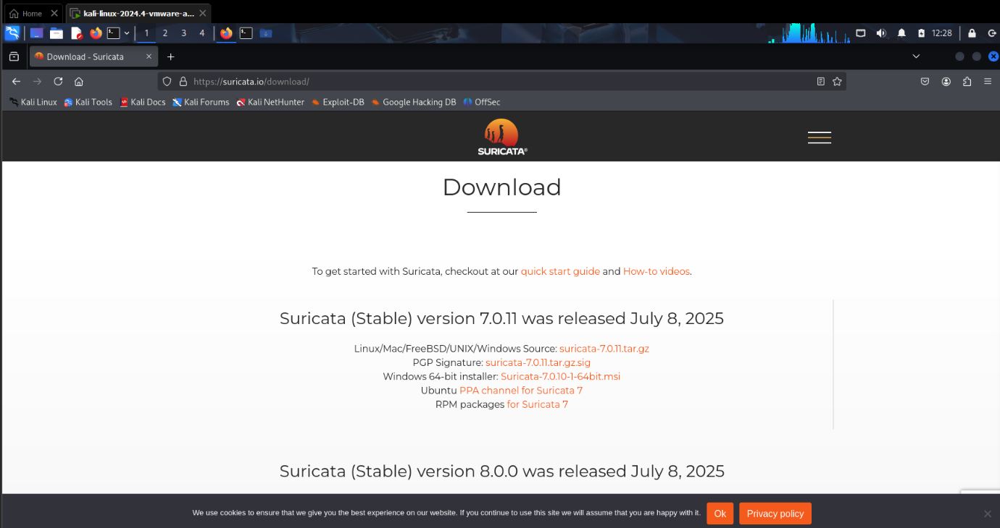 Home
kali-linux-2024.4-vmware-a...
1 2 3 4 12:28
Download - Suricata
https://suricata.io/download/
Kali Linux Kali Tools Kali Docs Kali Forums Kali NetHunter Exploit-DB Google Hacking DB OffSec
SURICATA®
Download
To get started with Suricata, checkout at our quick start guide and How-to videos.
Suricata (Stable) version 7.0.11 was released July 8, 2025
Linux/Mac/FreeBSD/UNIX/Windows Source: suricata-7.0.11.tar.gz
PGP Signature: suricata-7.0.11.tar.gz.sig
Windows 64-bit installer: Suricata-7.0.10-1-64bit.msi
Ubuntu PPA channel for Suricata 7
RPM packages for Suricata 7
Suricata (Stable) version 8.0.0 was released July 8, 2025
We use cookies to ensure that we give you the best experience on our website. If you continue to use this site we will assume that you are happy with it. Ok Privacy policy